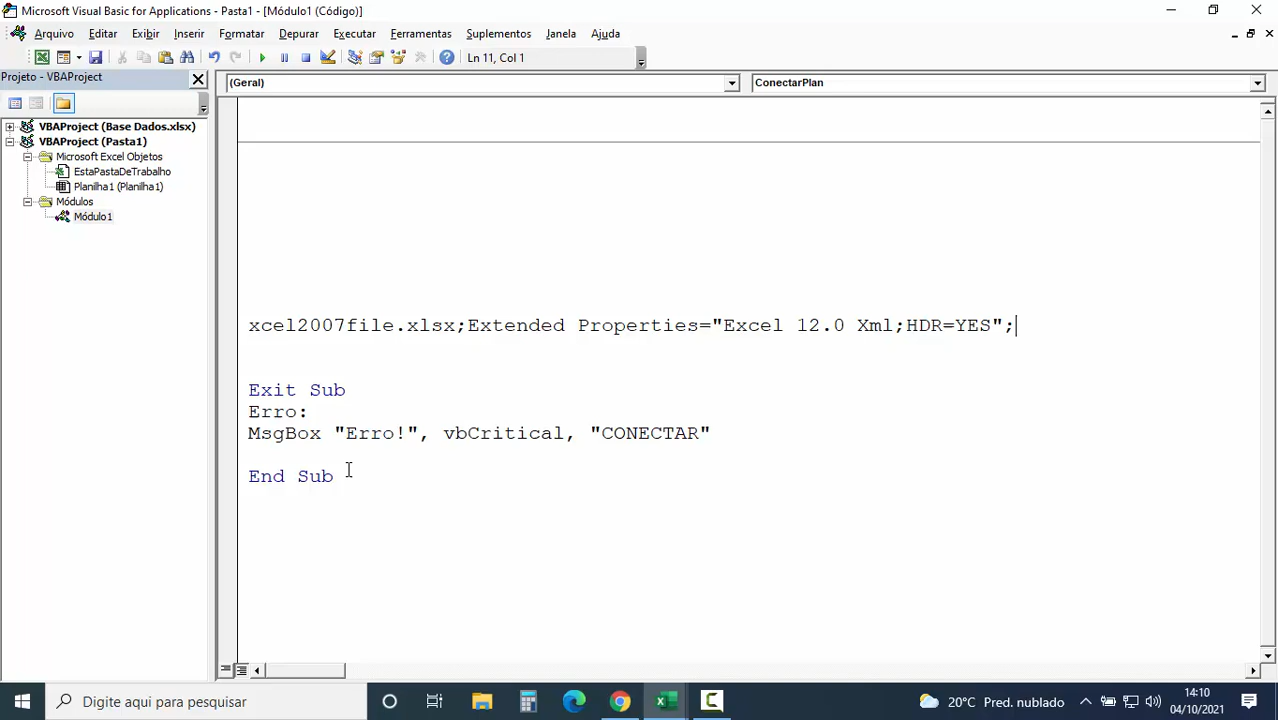 Microsoft Visual Basic for Applications - Pasta1 - [Módulo1 (Código)]
Arquivo Editar Exibir Inserir Formatar Depurar Executar Ferramentas Suplementos Janela Ajuda
Ln 11, Col 1
Projeto - VBAProject
(Geral)
ConectarPlan
VBAProject (Base Dados.xlsx)
VBAProject (Pasta1)
Microsoft Excel Objetos
EstaPastaDeTrabalho
Planilha1 (Planilha1)
Módulos
Módulo1
xcel2007file.xlsx;Extended Properties="Excel 12.0 Xml;HDR=YES";
Exit Sub
Erro:
MsgBox "Erro!", vbCritical, "CONECTAR"
End Sub
Digite aqui para pesquisar
20°C Pred. nublado
14:10
04/10/2021